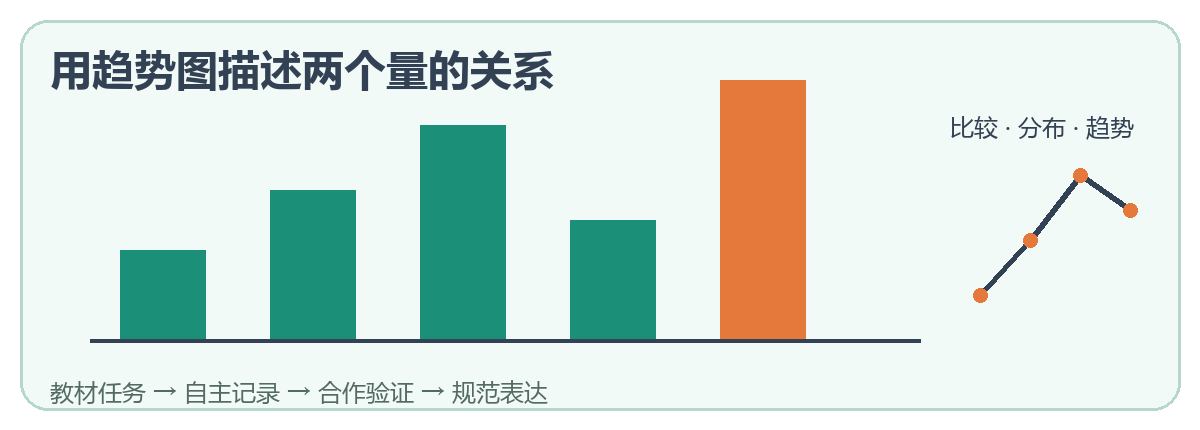 用趋势图描述两个量的关系
比较 · 分布 · 趋势
教材任务 → 自主记录 → 合作验证 → 规范表达